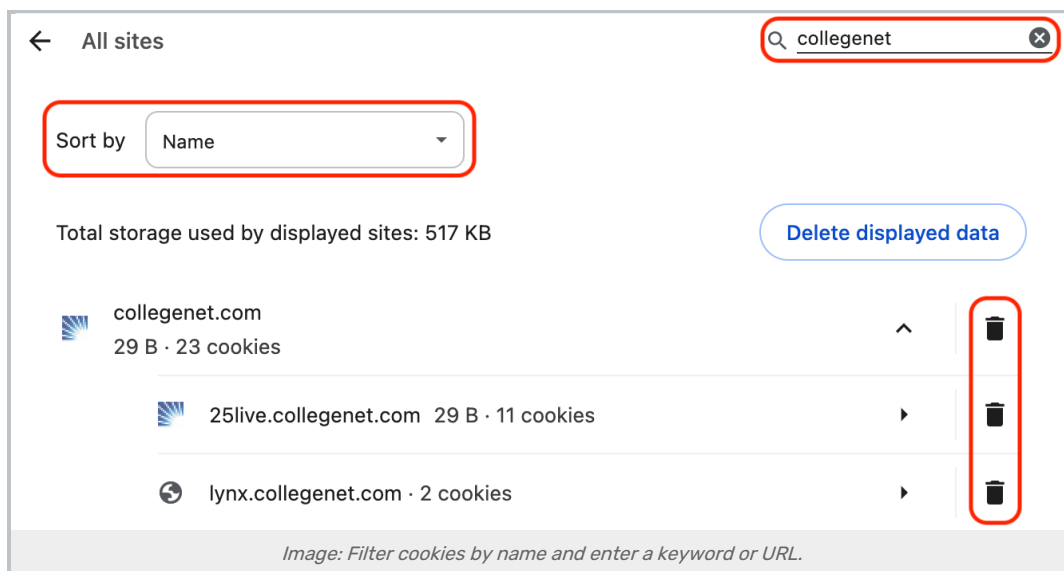 All sites
collegenet
Sort by Name
Total storage used by displayed sites: 517 KB
Delete displayed data
collegenet.com
29 B · 23 cookies
25live.collegenet.com 29 B · 11 cookies
lynx.collegenet.com · 2 cookies
Image: Filter cookies by name and enter a keyword or URL.